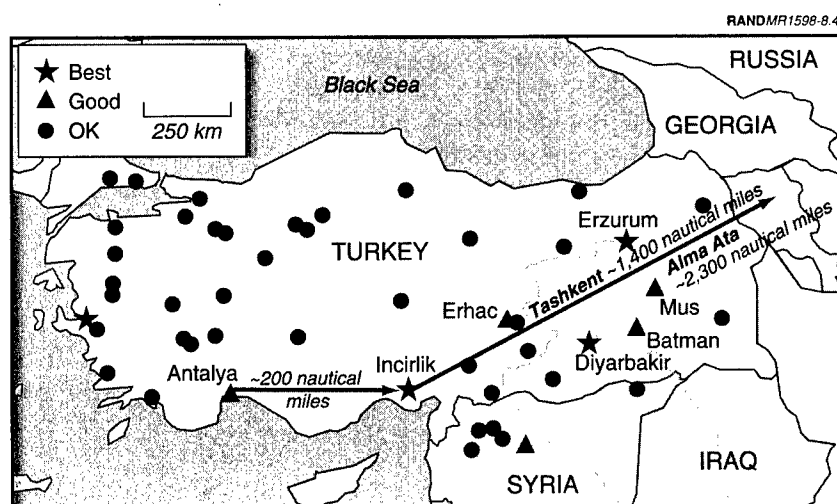 RANDMR1598-8.4
Best
Good
OK
250 km
Black Sea
RUSSIA
GEORGIA
TURKEY
Erzurum
Tashkent ~1,400 nautical miles
Alma Ata
~2,300 nautical miles
Erhac
Mus
Batman
Diyarbakir
Incirlik
Antalya
~200 nautical
miles
SYRIA
IRAQ